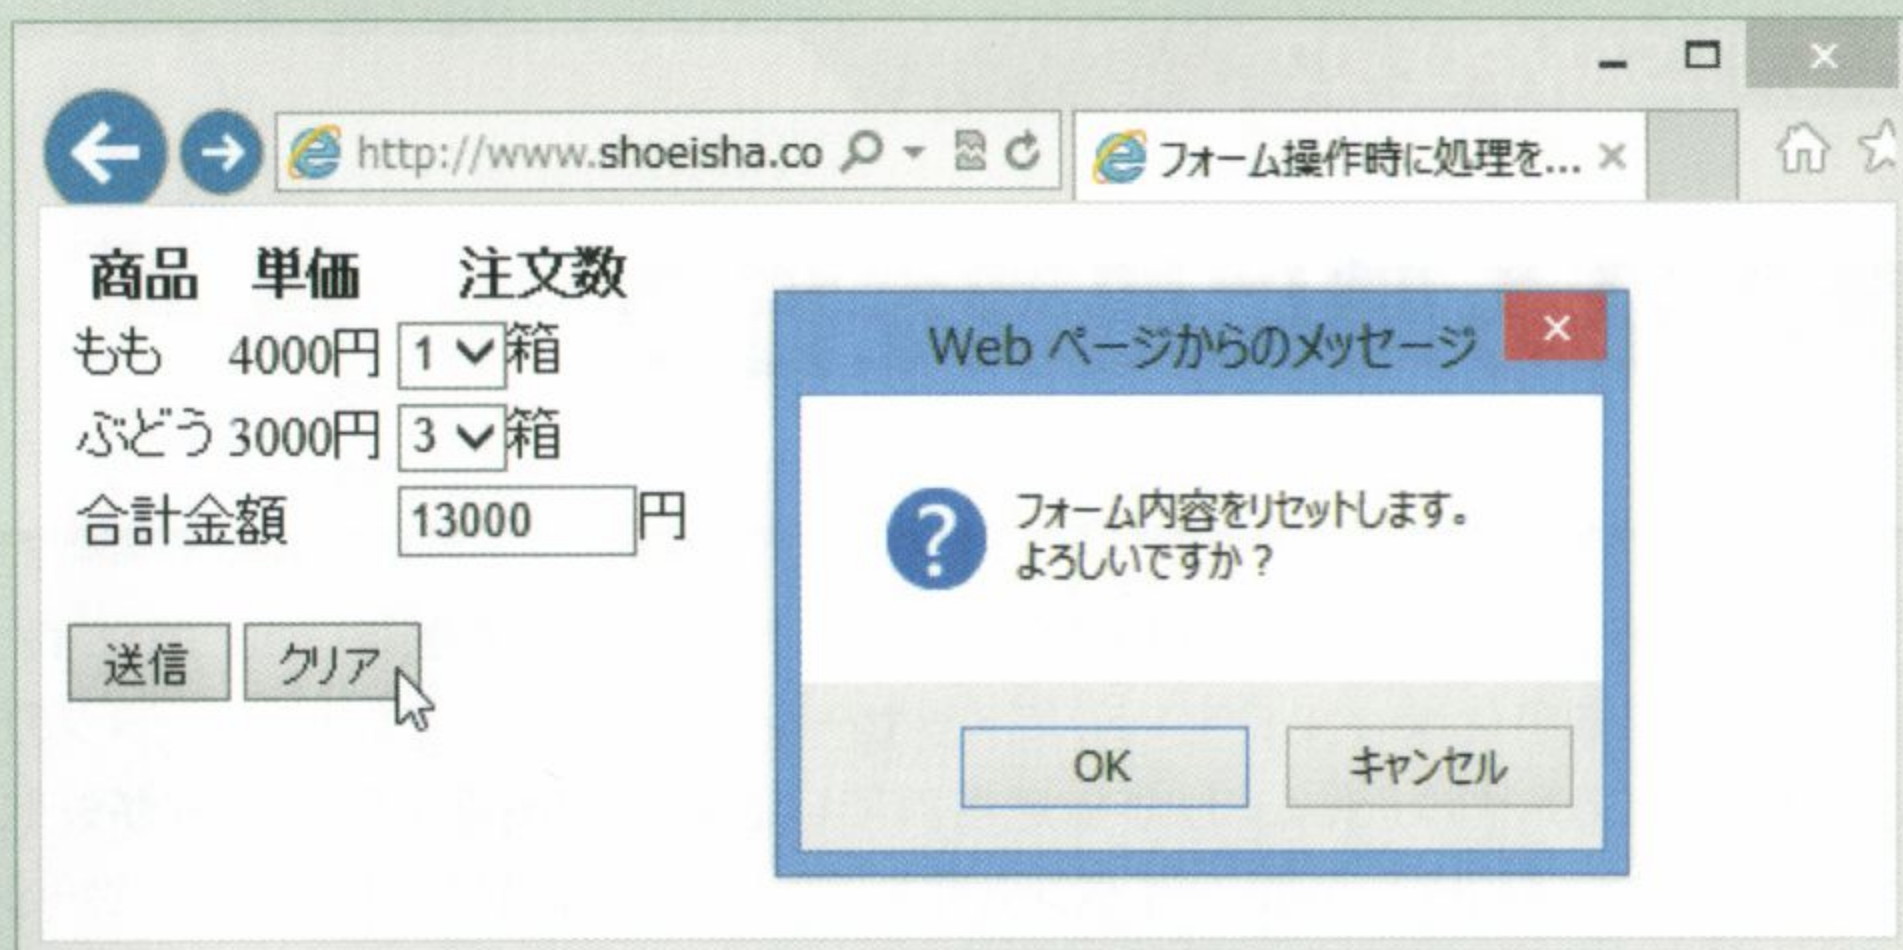 http://www.shoeisha.co
フォーム操作時に処理を...
商品 単価 注文数
もも 4000円 1 箱
ぶどう 3000円 3 箱
合計金額 13000 円
送信 クリア
Web ページからのメッセージ
フォーム内容をリセットします。
よろしいですか？
OK キャンセル